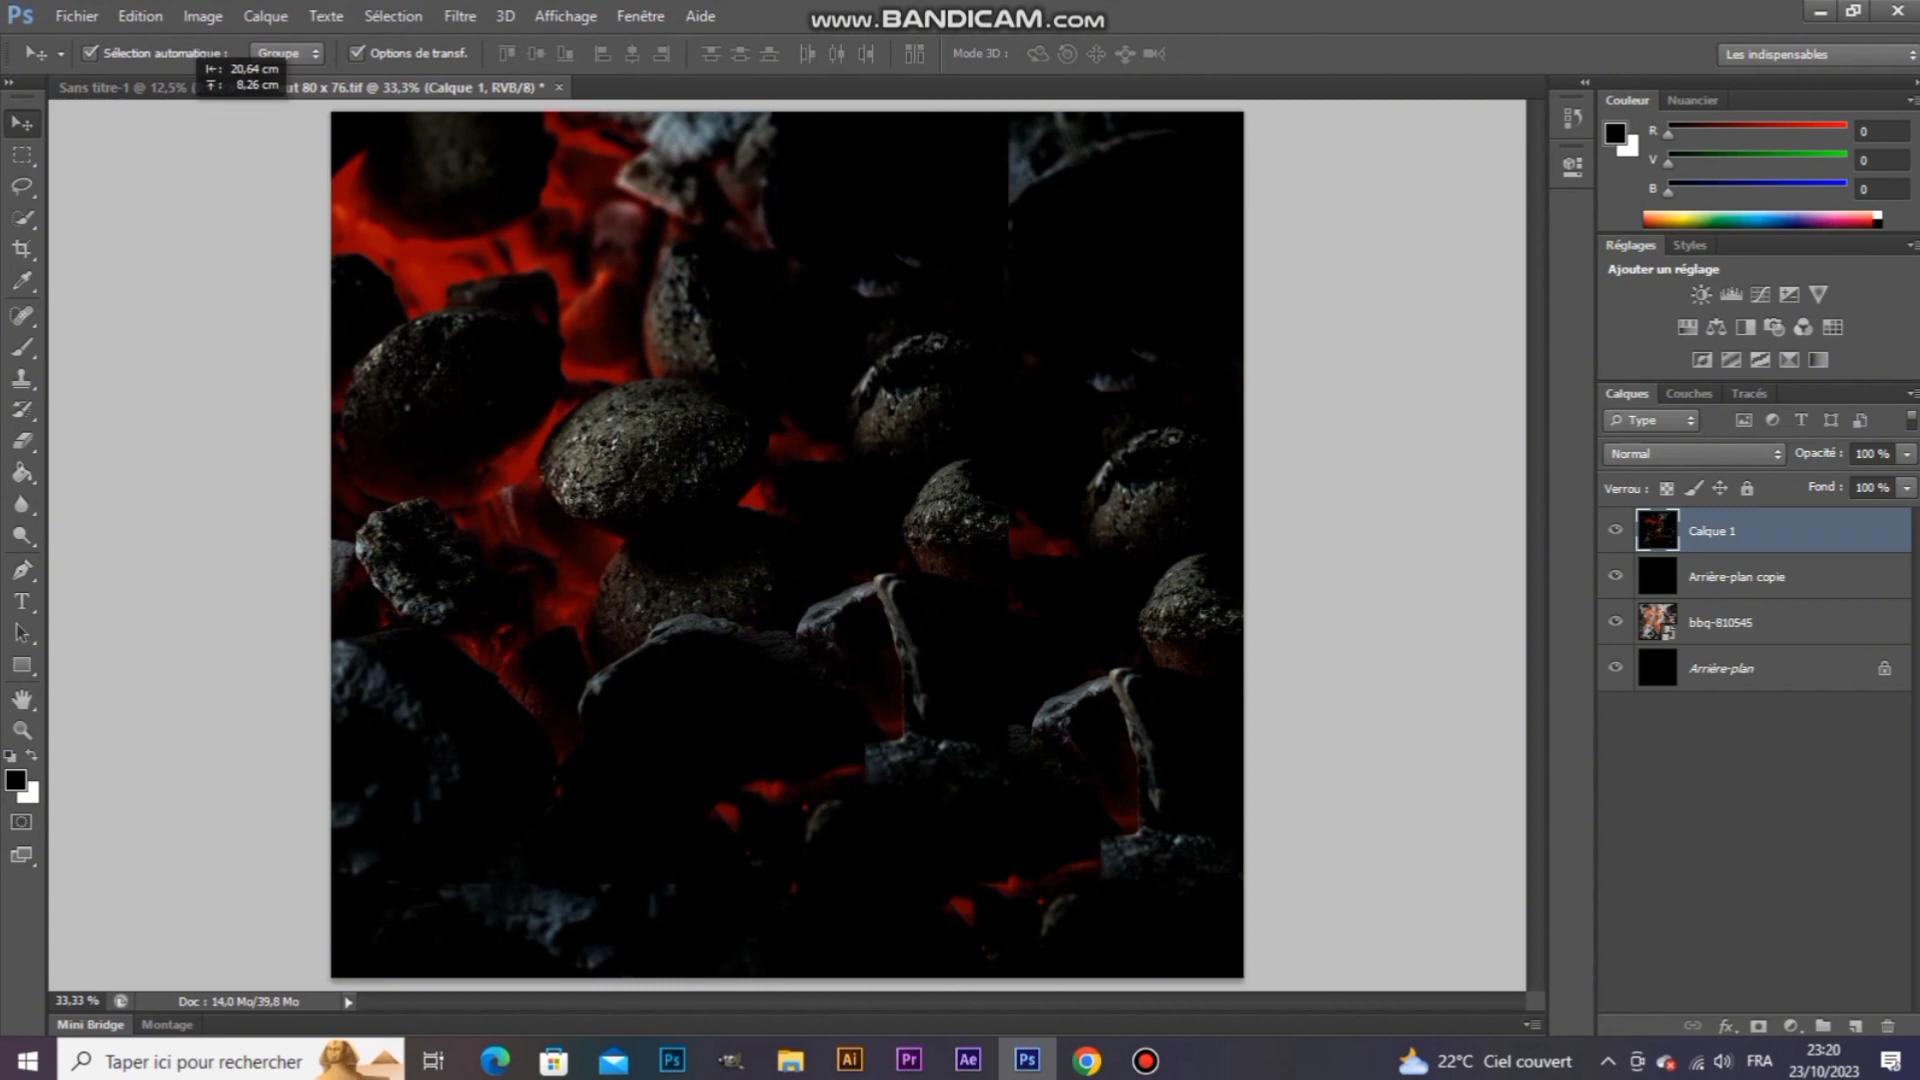 Ps Fichier Edition Image Calque Texte Sélection Filtre 3D Affichage Fenêtre Aide
www.BANDICAM.com
Sélection automatique : Groupe Options de transf. Mode 3D : Les indispensables
20,64 cm
8,26 cm
Sans titre-1 @ 12,5% ut 80 x 76.tif @ 33,3% (Calque 1, RVB/8) *
Couleur Nuancier
R 0
V 0
B 0
Réglages Styles
Ajouter un réglage
Calques Couches Tracés
Type
Normal Opacité : 100 %
Verrou : Fond : 100 %
Calque 1
Arrière-plan copie
bbq-810545
Arrière-plan
33,33 % Doc : 14,0 Mo/39,8 Mo
Mini Bridge Montage
Taper ici pour rechercher
Ps Ai Pr Ae Ps
22°C Ciel couvert FRA
23:20
23/10/2023